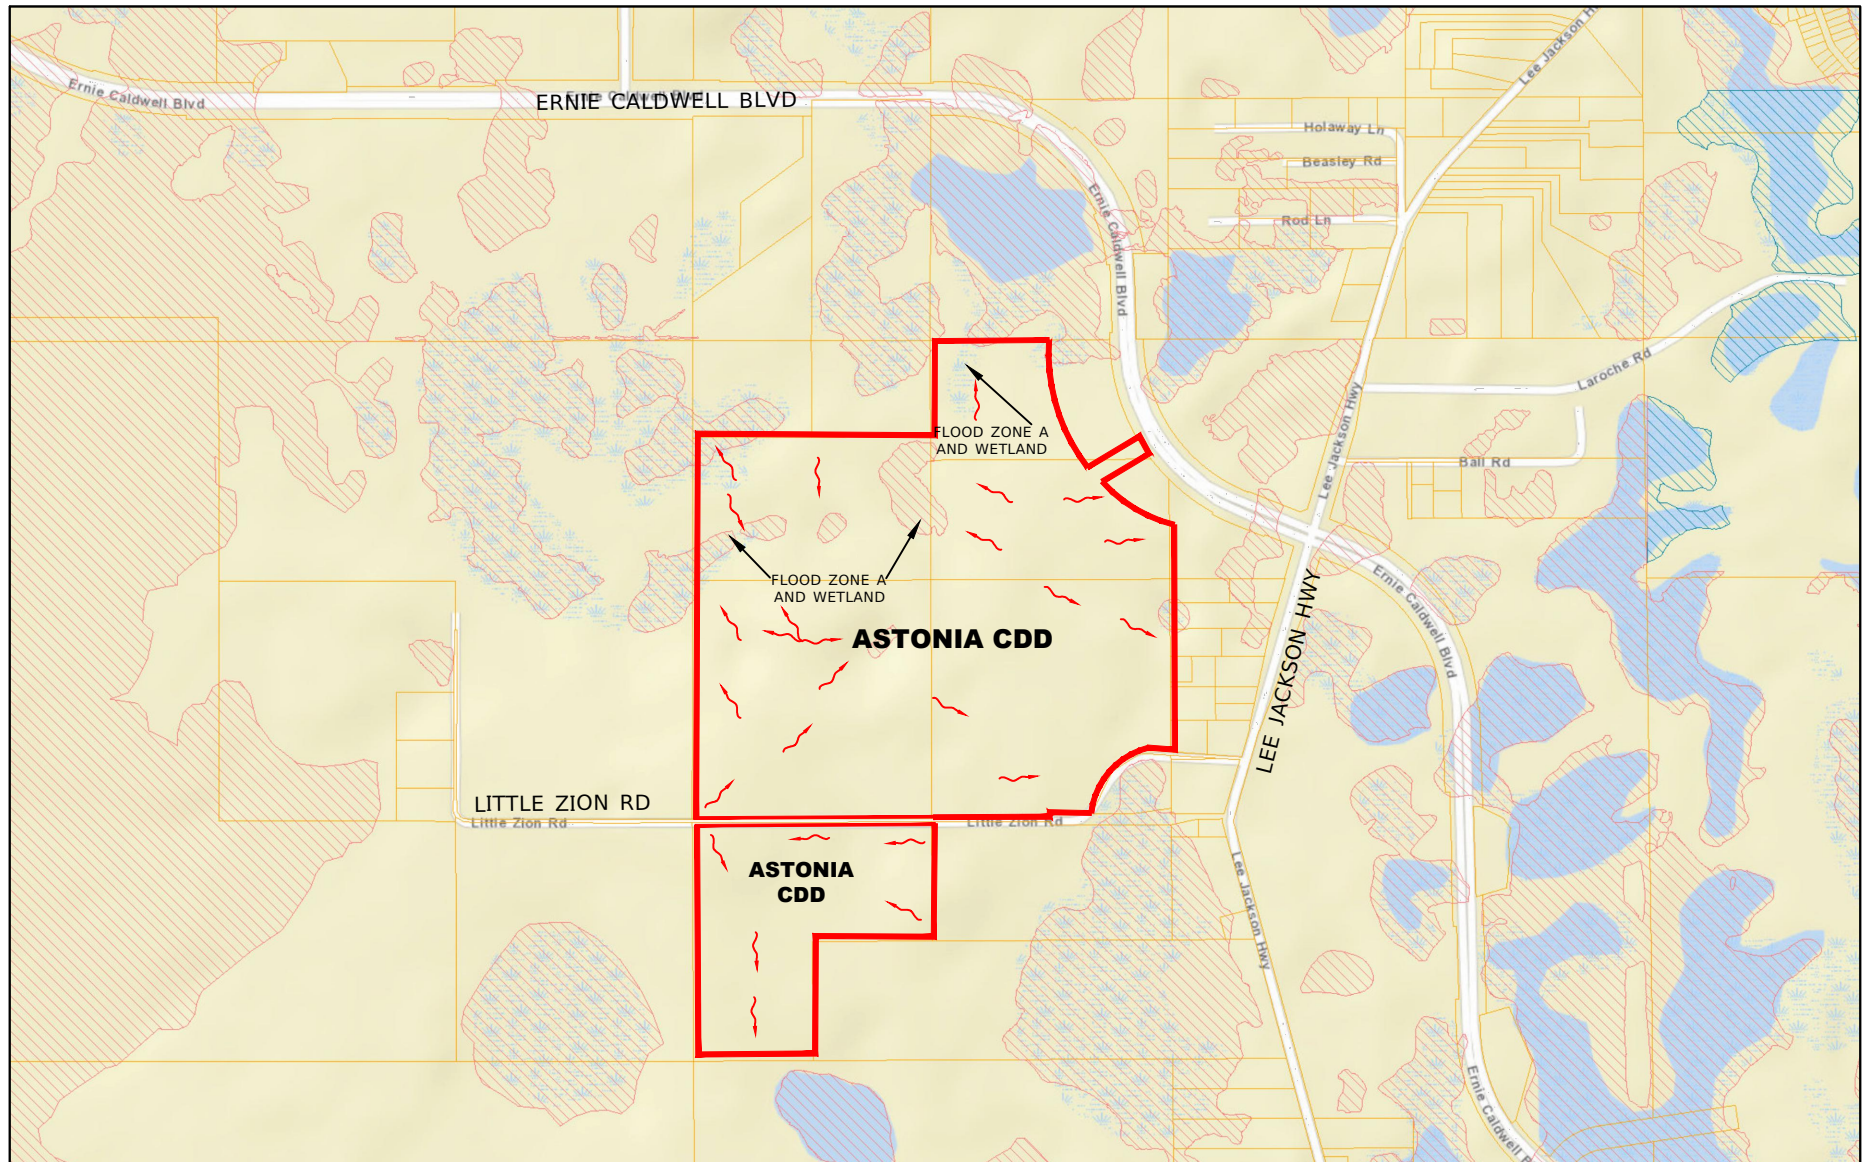 Lee Jackson H
Ernie Caldwell Blvd
ERNIE CALDWELL BLVD
Ernie Caldwell Blvd
Holaway Ln
Beasley Rd
Rod Ln
Ernie Caldwell Blvd
Laroche Rd
Lee Jackson Hwy
Ball Rd
FLOOD ZONE A
AND WETLAND
FLOOD ZONE A
AND WETLAND
ASTONIA CDD
LEE JACKSON HWY
Ernie Caldwell Blvd
LITTLE ZION RD
Little Zion Rd
Little Zion Rd
ASTONIA
CDD
Lee Jackson Hwy
Ernie Caldwell B